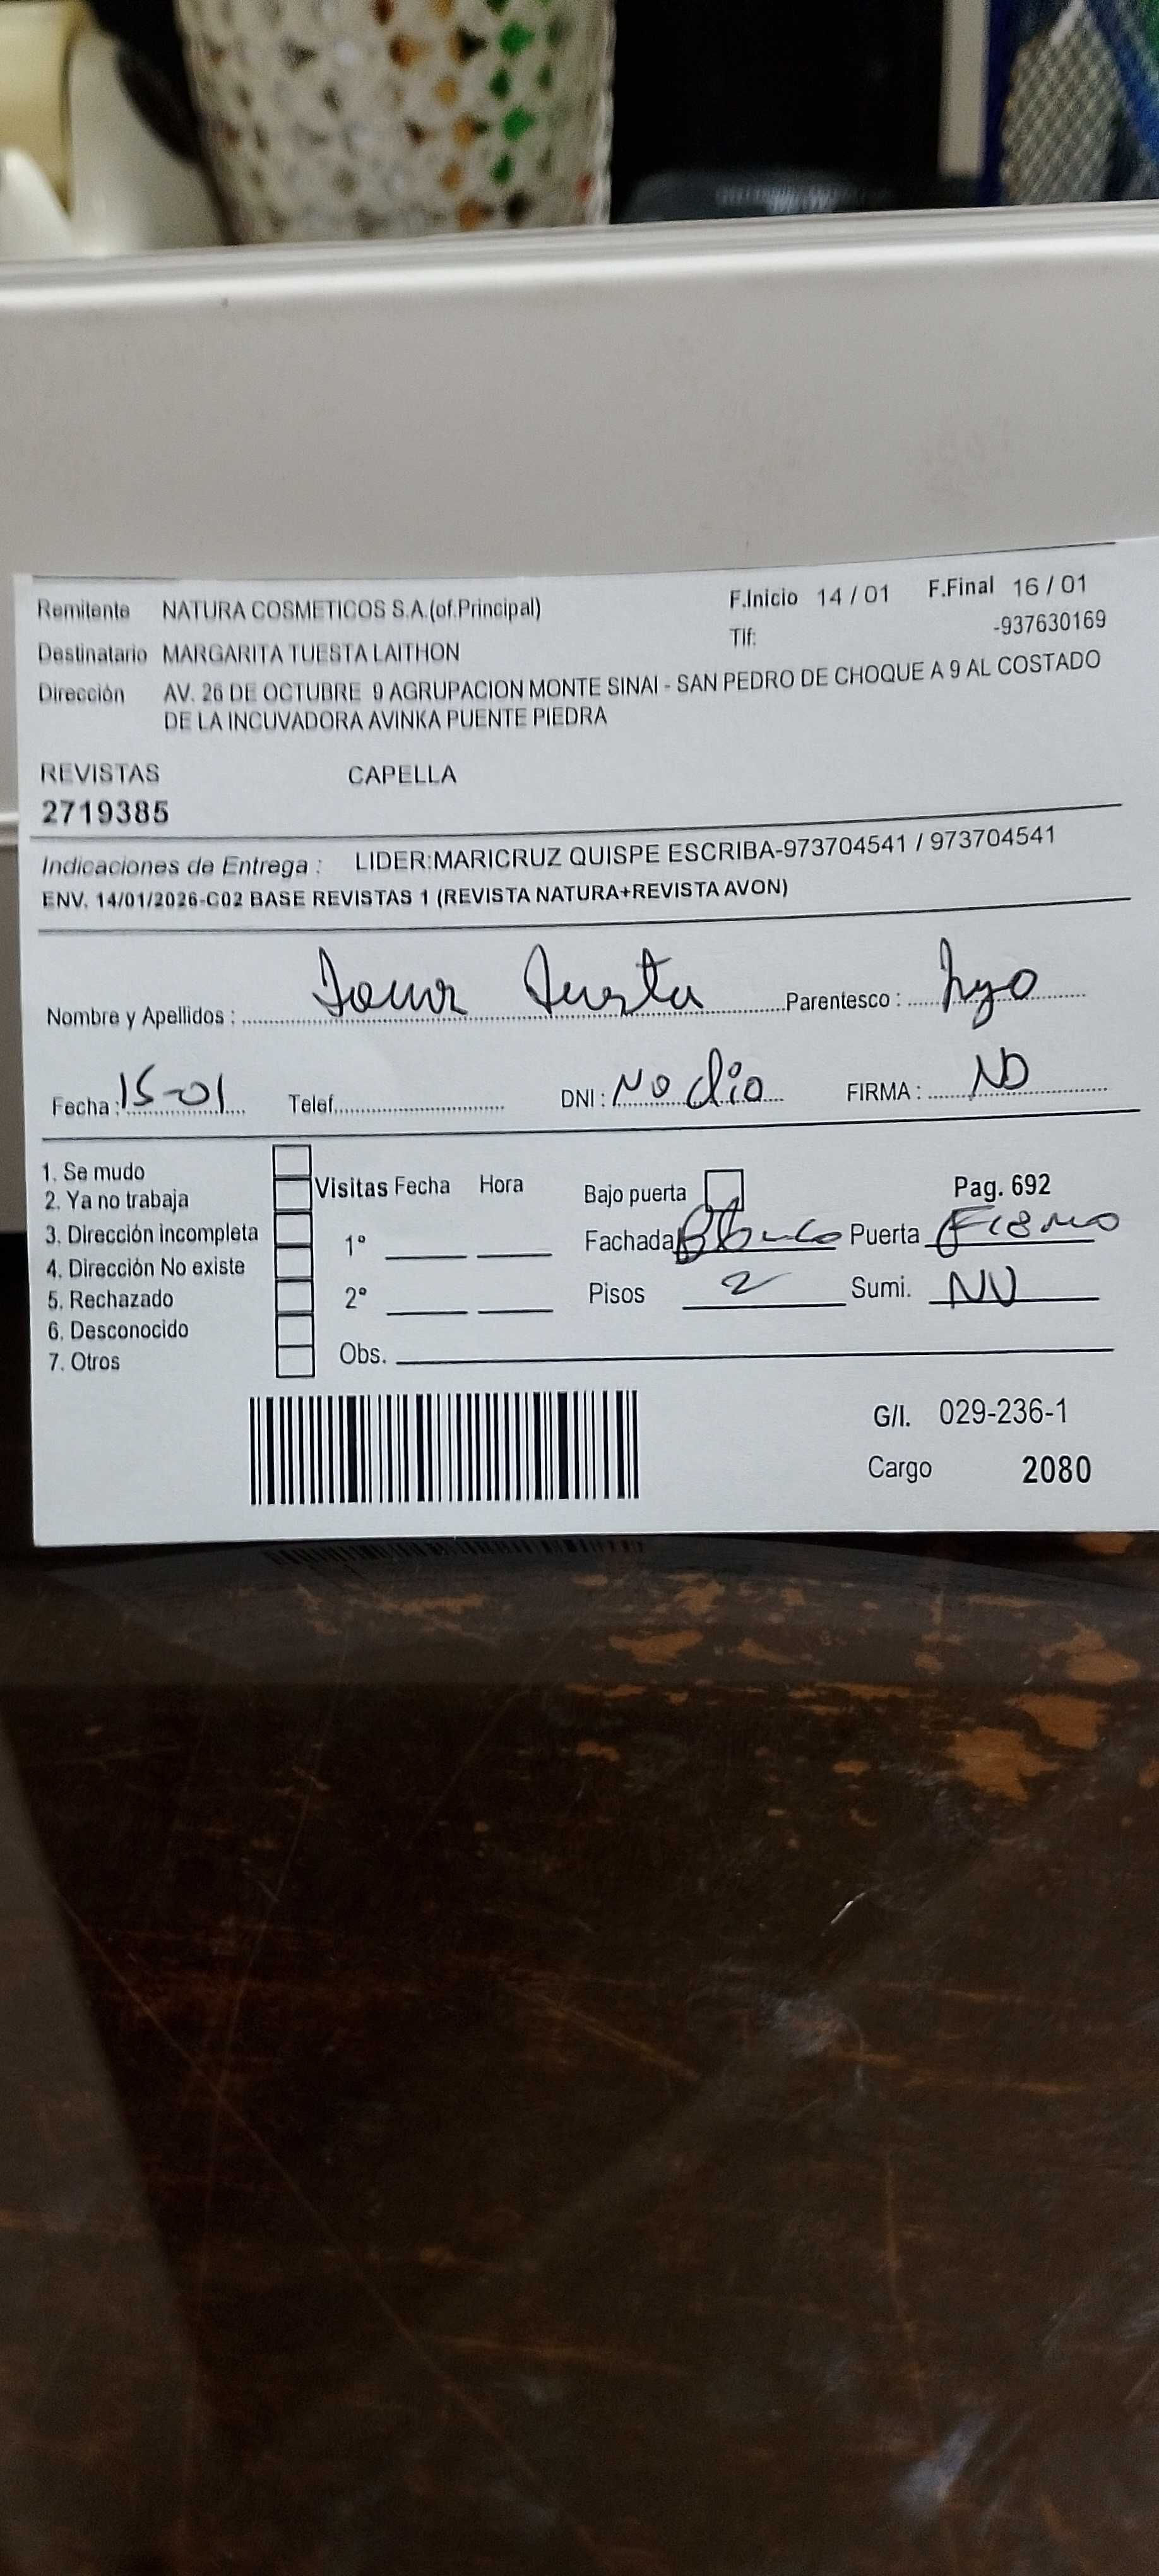 Remitente NATURA COSMETICOS S.A.(of.Principal) F.Inicio 14 / 01 F.Final 16 / 01
Destinatario MARGARITA TUESTA LAITHON Tlf: -937630169
Dirección AV. 26 DE OCTUBRE 9 AGRUPACION MONTE SINAI - SAN PEDRO DE CHOQUE A 9 AL COSTADO
DE LA INCUVADORA AVINKA PUENTE PIEDRA
REVISTAS CAPELLA
2719385
Indicaciones de Entrega : LIDER:MARICRUZ QUISPE ESCRIBA-973704541 / 973704541
ENV. 14/01/2026-C02 BASE REVISTAS 1 (REVISTA NATURA+REVISTA AVON)
Nombre y Apellidos : Tuesta Parentesco : hijo
Fecha : 15-01 Telef. DNI : No dio FIRMA : ND
1. Se mudo
2. Ya no trabaja Visitas Fecha Hora Bajo puerta Pag. 692
3. Dirección incompleta 1° Fachada Blanco Puerta Fierro
4. Dirección No existe
5. Rechazado 2° Pisos 2 Sumi. NV
6. Desconocido
7. Otros Obs.
G/I. 029-236-1
Cargo 2080